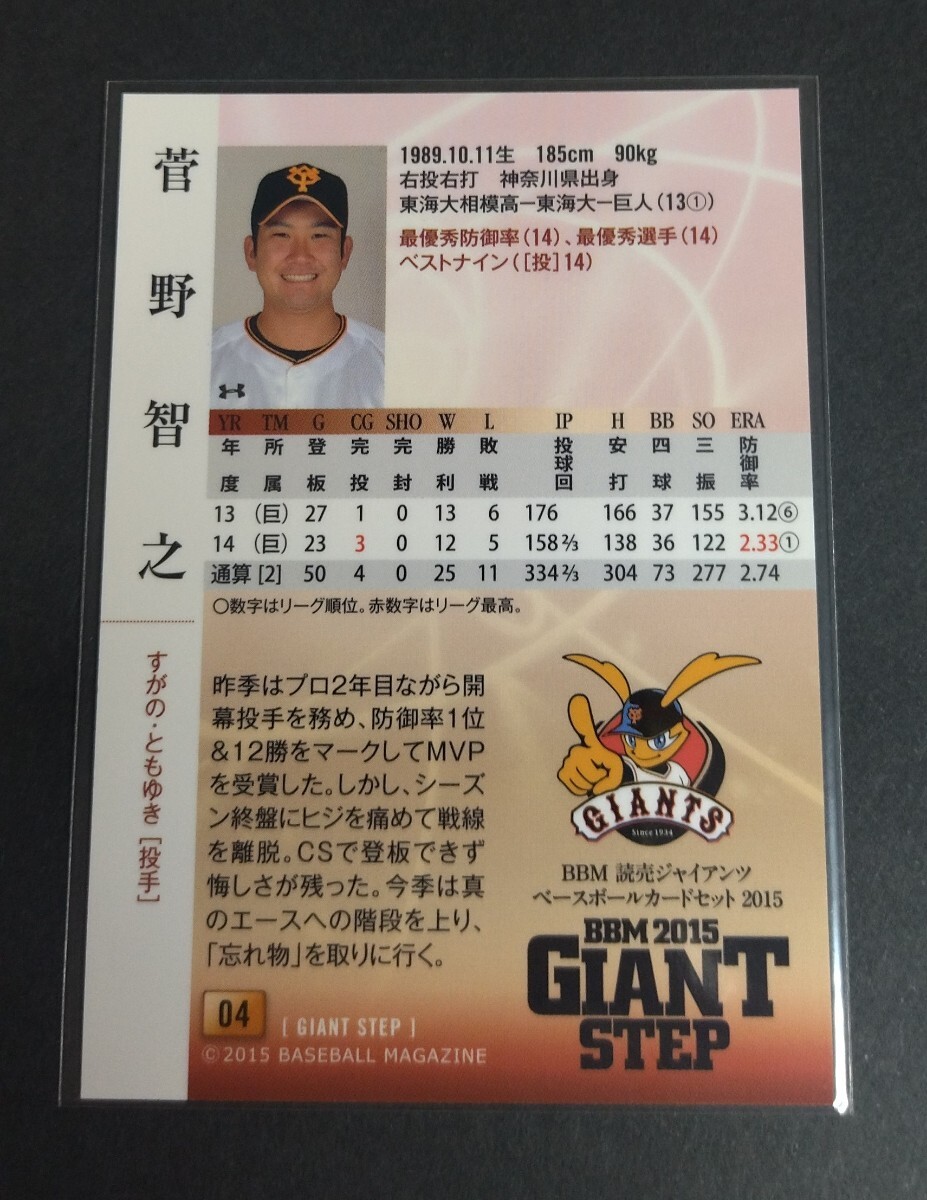 菅野智之
すがの・ともゆき［投手］
1989.10.11生 185cm 90kg
右投右打 神奈川県出身
東海大相模高ー東海大ー巨人(13①)
最優秀防御率(14)、最優秀選手(14)
ベストナイン([投]14)
YR TM G CG SHO W L IP H BB SO ERA
年度 所属 登板 完投 完封 勝利 敗戦 投球回 安打 四球 三振 防御率
13 (巨) 27 1 0 13 6 176 166 37 155 3.12⑥
14 (巨) 23 3 0 12 5 158⅔ 138 36 122 2.33①
通算 [2] 50 4 0 25 11 334⅔ 304 73 277 2.74
○数字はリーグ順位。赤数字はリーグ最高。
昨季はプロ2年目ながら開
幕投手を務め、防御率1位
&12勝をマークしてMVP
を受賞した。しかし、シーズ
ン終盤にヒジを痛めて戦線
を離脱。CSで登板できず
悔しさが残った。今季は真
のエースへの階段を上り、
「忘れ物」を取りに行く。
GIANTS
Since 1934
BBM 読売ジャイアンツ
ベースボールカードセット 2015
BBM 2015
GIANT
STEP
04
[ GIANT STEP ]
©2015 BASEBALL MAGAZINE